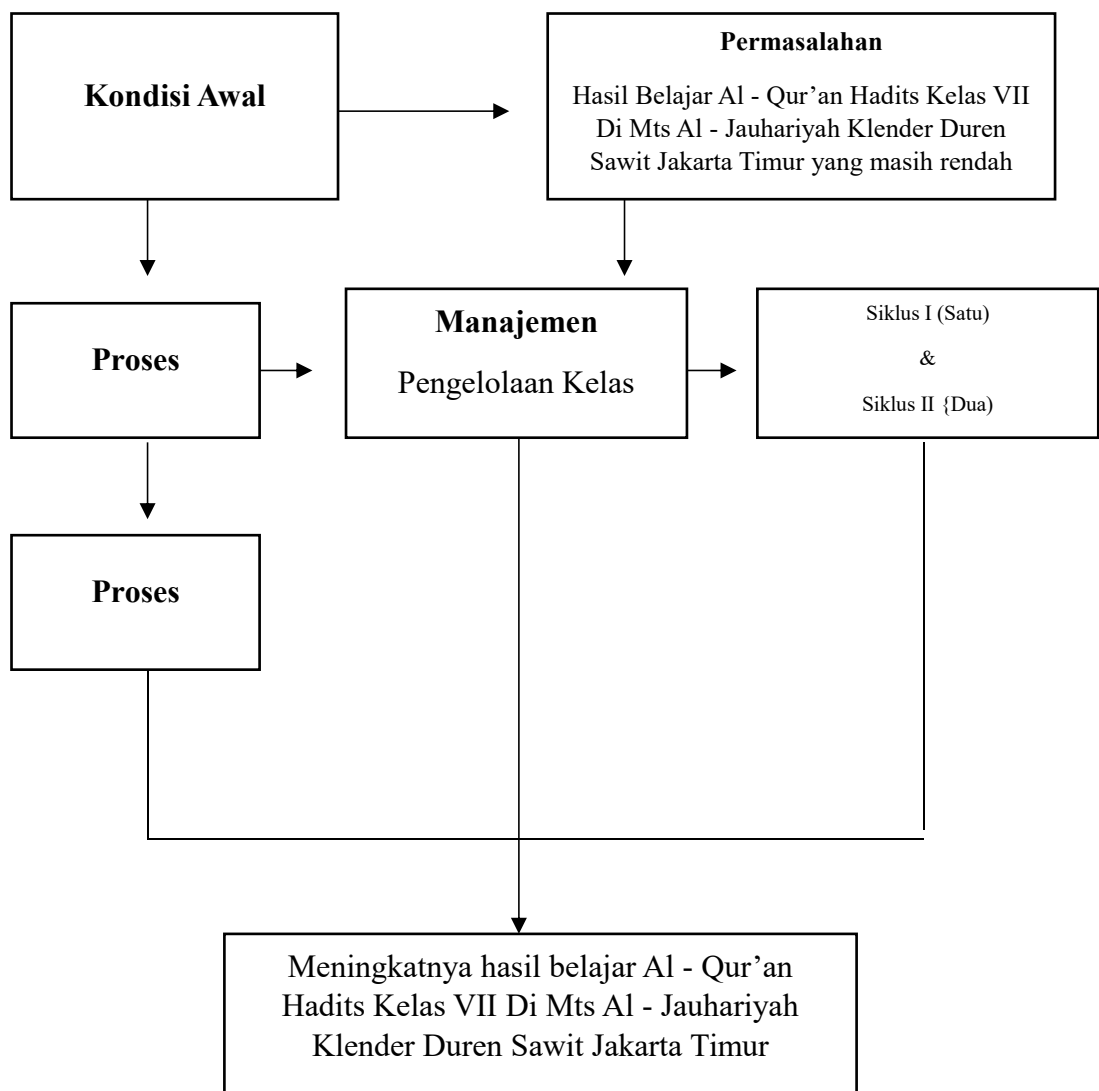 Kondisi Awal
Permasalahan
Hasil Belajar Al - Qur’an Hadits Kelas VII
Di Mts Al - Jauhariyah Klender Duren
Sawit Jakarta Timur yang masih rendah
Proses
Manajemen
Pengelolaan Kelas
Siklus I (Satu)
&
Siklus II {Dua)
Proses
Meningkatnya hasil belajar Al - Qur’an
Hadits Kelas VII Di Mts Al - Jauhariyah
Klender Duren Sawit Jakarta Timur